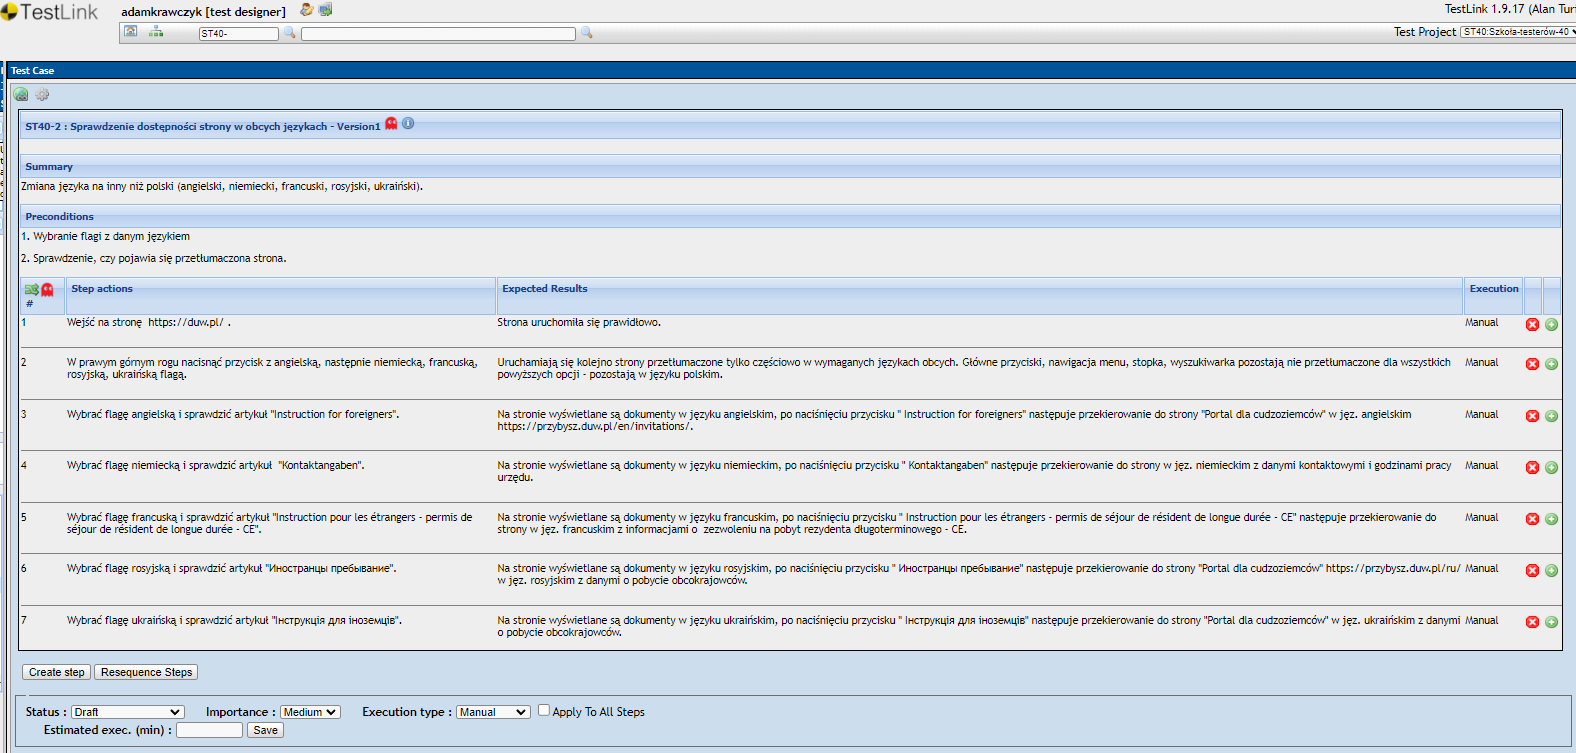 TestLink
adamkrawczyk [test designer]
TestLink 1.9.17 (Alan Turi
ST40-
Test Project ST40:Szkoła-testerów-40
Test Case
ST40-2 : Sprawdzenie dostępności strony w obcych językach - Version1
Summary
Zmiana języka na inny niż polski (angielski, niemiecki, francuski, rosyjski, ukraiński).
Preconditions
1. Wybranie flagi z danym językiem
2. Sprawdzenie, czy pojawia się przetłumaczona strona.
# Step actions Expected Results Execution
1 Wejść na stronę https://duw.pl/ . Strona uruchomiła się prawidłowo. Manual
2 W prawym górnym rogu nacisnąć przycisk z angielską, następnie niemiecką, francuską, Uruchamiają się kolejno strony przetłumaczone tylko częściowo w wymaganych językach obcych. Główne przyciski, nawigacja menu, stopka, wyszukiwarka pozostają nie przetłumaczone dla wszystkich Manual
rosyjską, ukraińską flagą. powyższych opcji - pozostają w języku polskim.
3 Wybrać flagę angielską i sprawdzić artykuł "Instruction for foreigners". Na stronie wyświetlane są dokumenty w języku angielskim, po naciśnięciu przycisku " Instruction for foreigners" następuje przekierowanie do strony "Portal dla cudzoziemców" w jęz. angielskim Manual
https://przybysz.duw.pl/en/invitations/.
4 Wybrać flagę niemiecką i sprawdzić artykuł "Kontaktangaben". Na stronie wyświetlane są dokumenty w języku niemieckim, po naciśnięciu przycisku " Kontaktangaben" następuje przekierowanie do strony w jęz. niemieckim z danymi kontaktowymi i godzinami pracy Manual
urzędu.
5 Wybrać flagę francuską i sprawdzić artykuł "Instruction pour les étrangers - permis de Na stronie wyświetlane są dokumenty w języku francuskim, po naciśnięciu przycisku " Instruction pour les étrangers - permis de séjour de résident de longue durée - CE" następuje przekierowanie do Manual
séjour de résident de longue durée - CE". strony w jęz. francuskim z informacjami o zezwoleniu na pobyt rezydenta długoterminowego - CE.
6 Wybrać flagę rosyjską i sprawdzić artykuł "Иностранцы пребывание". Na stronie wyświetlane są dokumenty w języku rosyjskim, po naciśnięciu przycisku " Иностранцы пребывание" następuje przekierowanie do strony "Portal dla cudzoziemców" https://przybysz.duw.pl/ru/ Manual
w jęz. rosyjskim z danymi o pobycie obcokrajowców.
7 Wybrać flagę ukraińską i sprawdzić artykuł "Інструкція для іноземців". Na stronie wyświetlane są dokumenty w języku ukraińskim, po naciśnięciu przycisku " Інструкція для іноземців" następuje przekierowanie do strony "Portal dla cudzoziemców" w jęz. ukraińskim z danymi Manual
o pobycie obcokrajowców.
Create step Resequence Steps
Status : Draft Importance : Medium Execution type : Manual Apply To All Steps
Estimated exec. (min) : Save